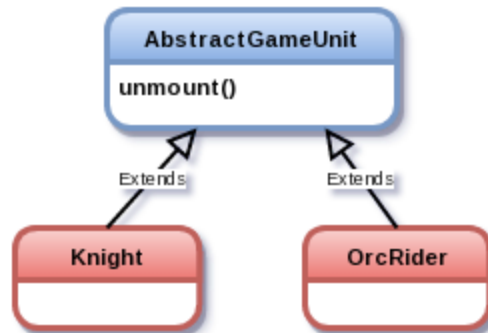 AbstractGameUnit
unmount()
Extends
Extends
Knight
OrcRider